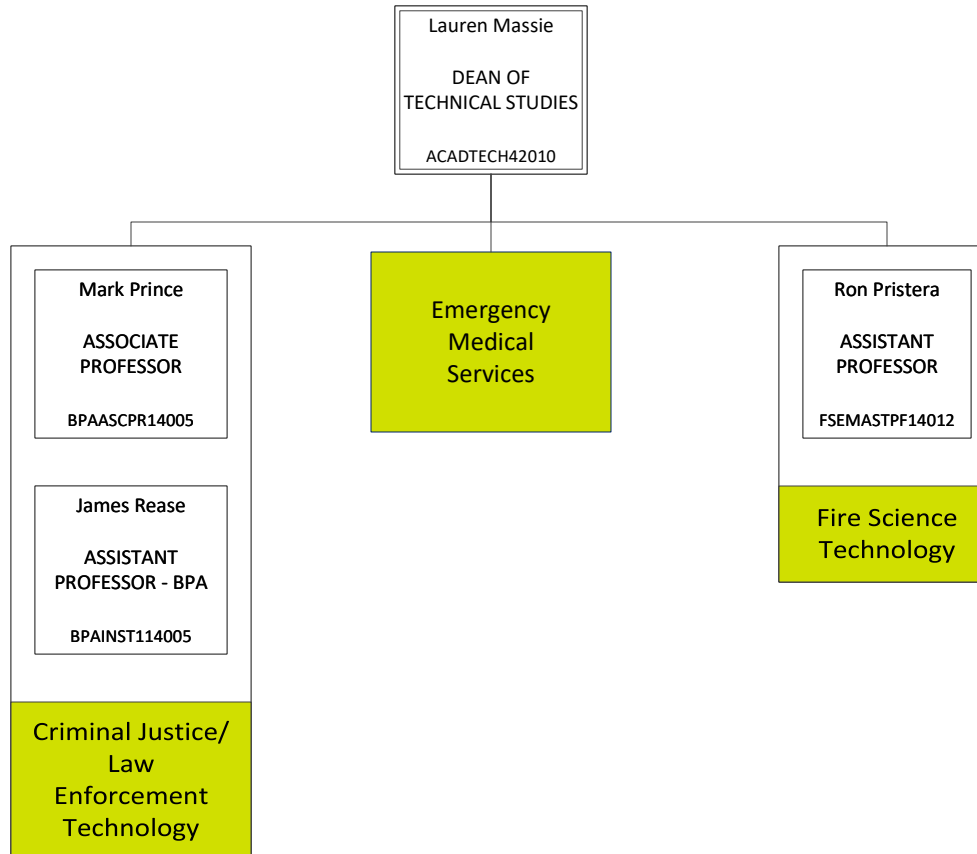 Lauren Massie
DEAN OF
TECHNICAL STUDIES
ACADTECH42010
Mark Prince
ASSOCIATE
PROFESSOR
BPAASCPR14005
James Rease
ASSISTANT
PROFESSOR - BPA
BPAINST114005
Criminal Justice/
Law
Enforcement
Technology
Emergency
Medical
Services
Ron Pristera
ASSISTANT
PROFESSOR
FSEMASTPF14012
Fire Science
Technology